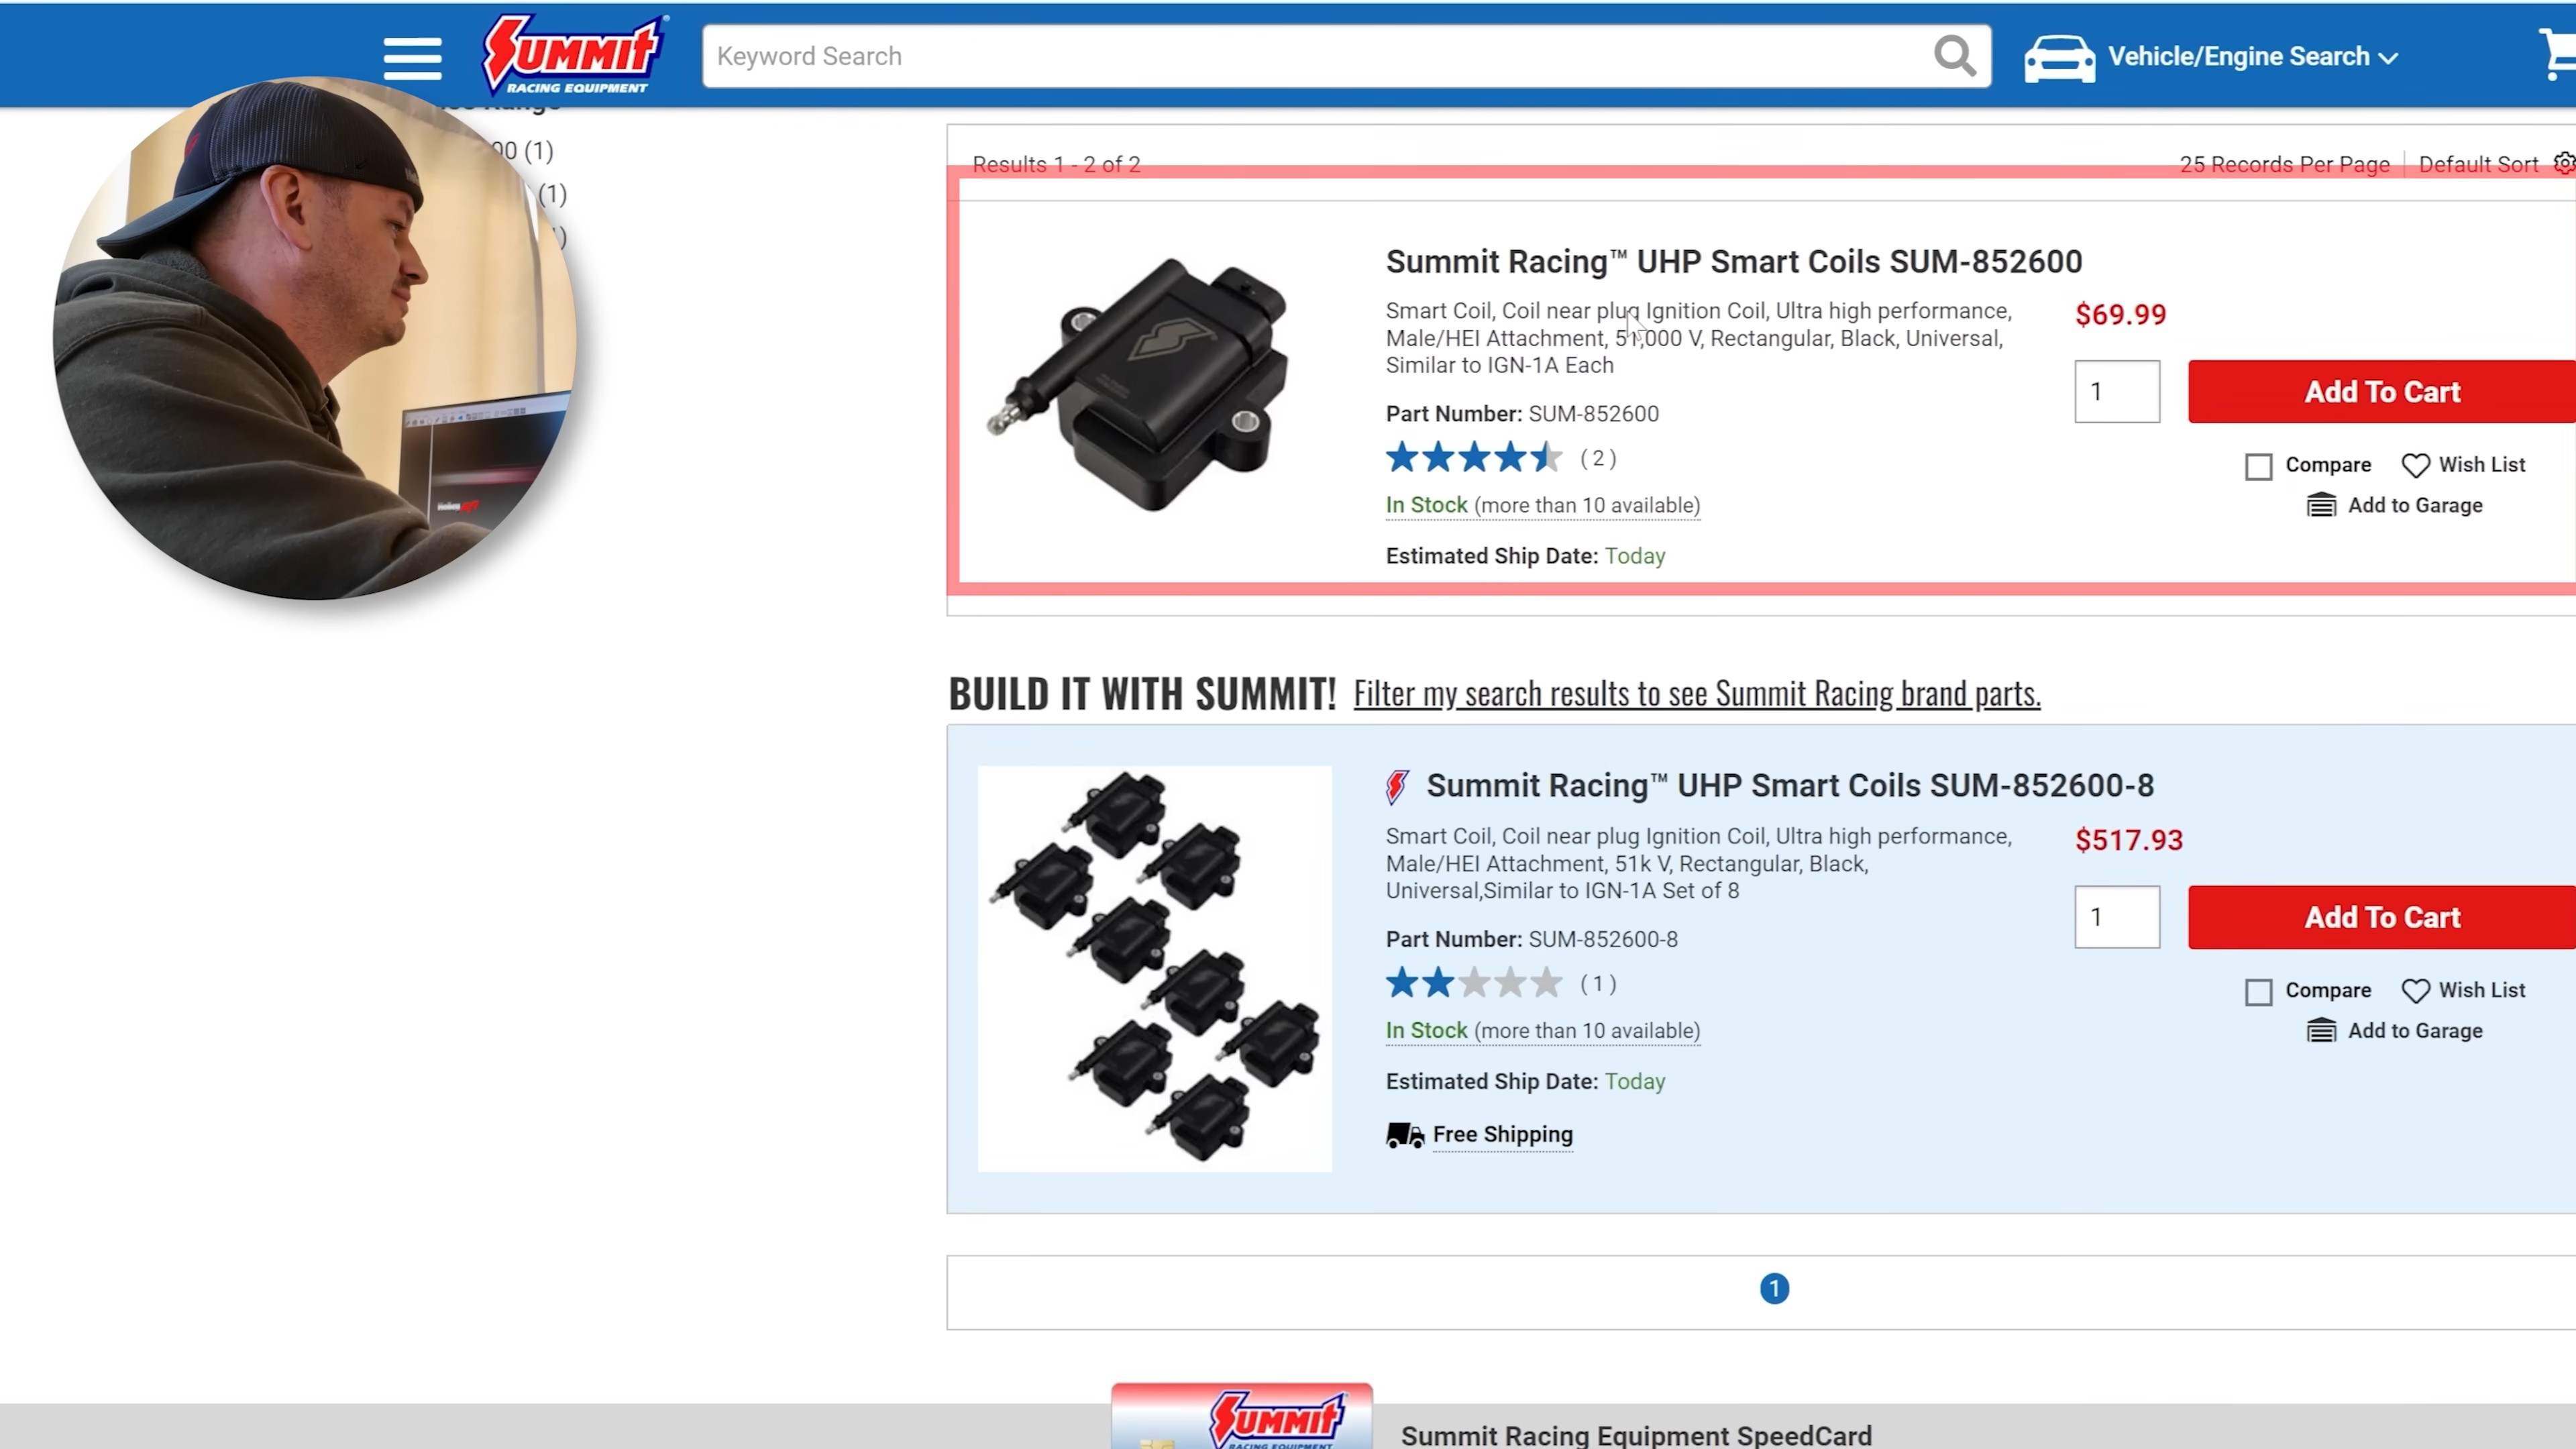 SUMMIT
RACING EQUIPMENT
Keyword Search
Vehicle/Engine Search
00 (1)
(1)
Results 1 - 2 of 2
25 Records Per Page
Default Sort
Summit Racing™ UHP Smart Coils SUM-852600
Smart Coil, Coil near plug Ignition Coil, Ultra high performance,
Male/HEI Attachment, 51,000 V, Rectangular, Black, Universal,
Similar to IGN-1A Each
$69.99
1
Add To Cart
Part Number: SUM-852600
( 2 )
Compare
Wish List
In Stock (more than 10 available)
Add to Garage
Estimated Ship Date: Today
BUILD IT WITH SUMMIT! Filter my search results to see Summit Racing brand parts.
Summit Racing™ UHP Smart Coils SUM-852600-8
Smart Coil, Coil near plug Ignition Coil, Ultra high performance,
Male/HEI Attachment, 51k V, Rectangular, Black,
Universal,Similar to IGN-1A Set of 8
$517.93
1
Add To Cart
Part Number: SUM-852600-8
( 1 )
Compare
Wish List
In Stock (more than 10 available)
Add to Garage
Estimated Ship Date: Today
Free Shipping
1
SUMMIT
RACING EQUIPMENT
Summit Racing Equipment SpeedCard